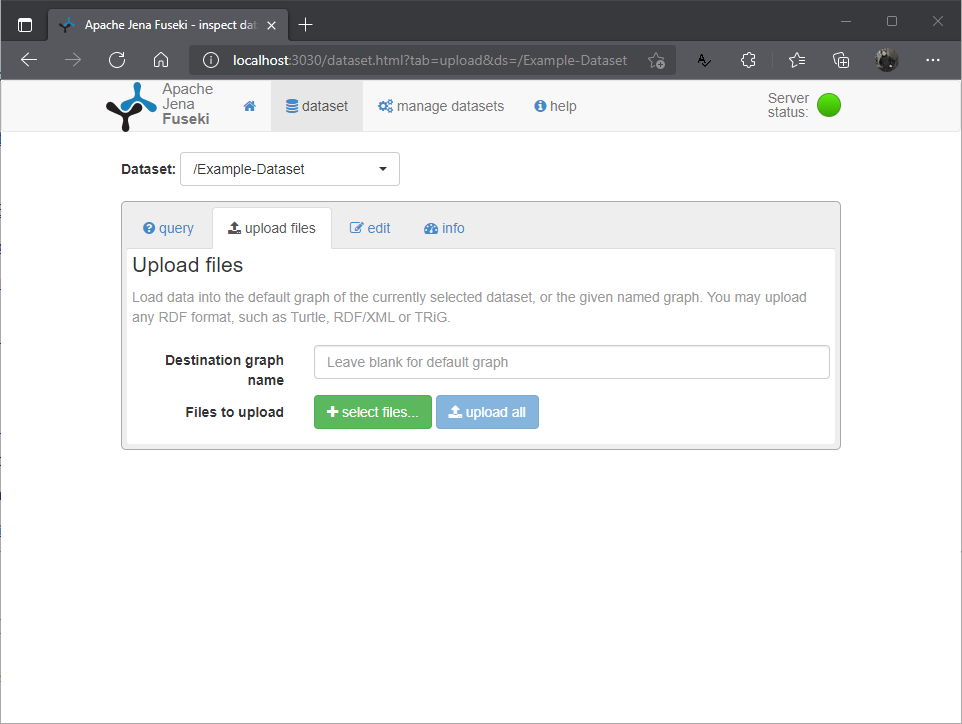 Apache Jena Fuseki - inspect dat
localhost:3030/dataset.html?tab=upload&ds=/Example-Dataset
Apache
Jena
Fuseki
dataset
manage datasets
help
Server
status:
Dataset:
/Example-Dataset
query
upload files
edit
info
Upload files
Load data into the default graph of the currently selected dataset, or the given named graph. You may upload
any RDF format, such as Turtle, RDF/XML or TRiG.
Destination graph
name
Leave blank for default graph
Files to upload
select files...
upload all